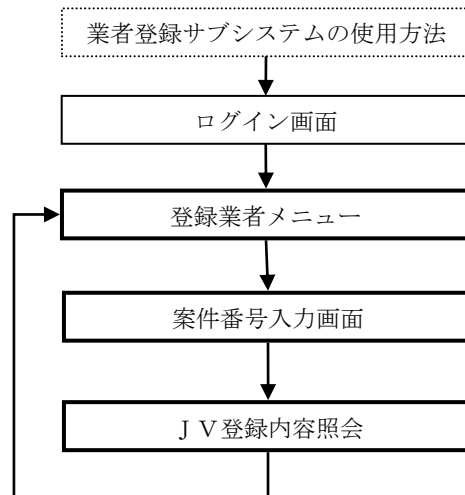 業者登録サブシステムの使用方法
ログイン画面
登録業者メニュー
案件番号入力画面
ＪＶ登録内容照会